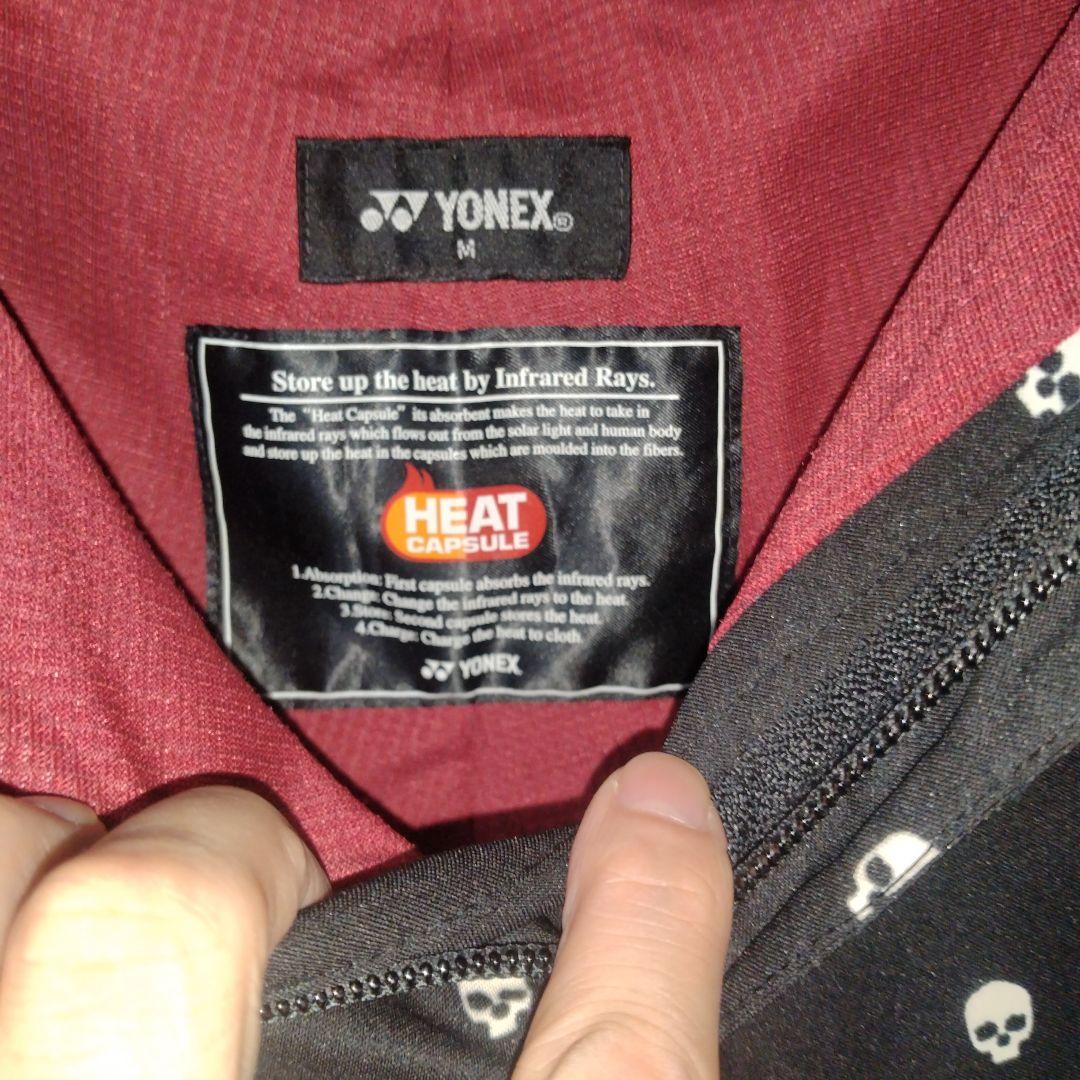 YONEX®
M
Store up the heat by Infrared Rays.
The "Heat Capsule" its absorbent makes the heat to take in
the infrared rays which flows out from the solar light and human body
and store up the heat in the capsules which are moulded into the fibers.
HEAT
CAPSULE
1.Absorption: First capsule absorbs the infrared rays.
2.Change: Change the infrared rays to the heat.
3.Store: Second capsule stores the heat.
4.Charge: Charge the heat to cloth.
YONEX